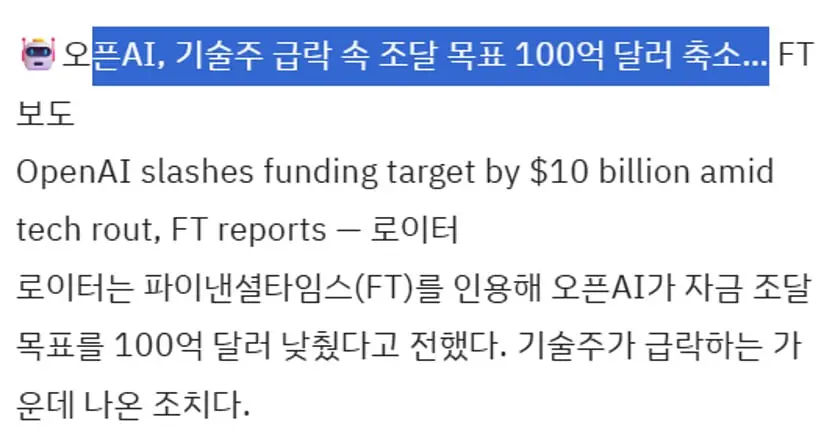 오픈AI, 기술주 급락 속 조달 목표 100억 달러 축소... FT
보도
OpenAI slashes funding target by $10 billion amid
tech rout, FT reports — 로이터
로이터는 파이낸셜타임스(FT)를 인용해 오픈AI가 자금 조달
목표를 100억 달러 낮췄다고 전했다. 기술주가 급락하는 가
운데 나온 조치다.